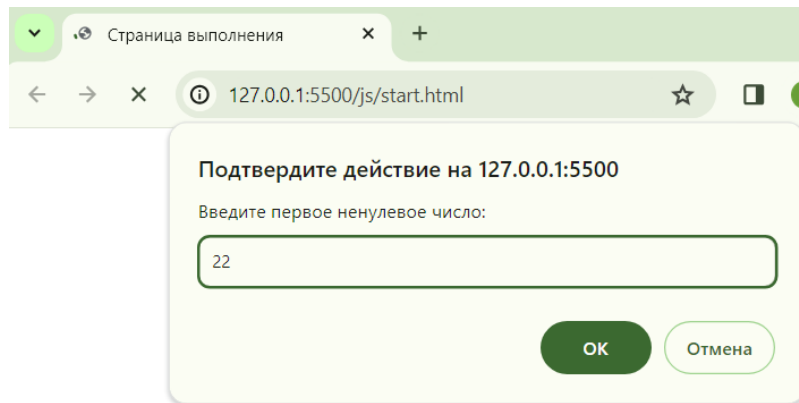 Страница выполнения
127.0.0.1:5500/js/start.html
Подтвердите действие на 127.0.0.1:5500
Введите первое ненулевое число:
22
ОК Отмена